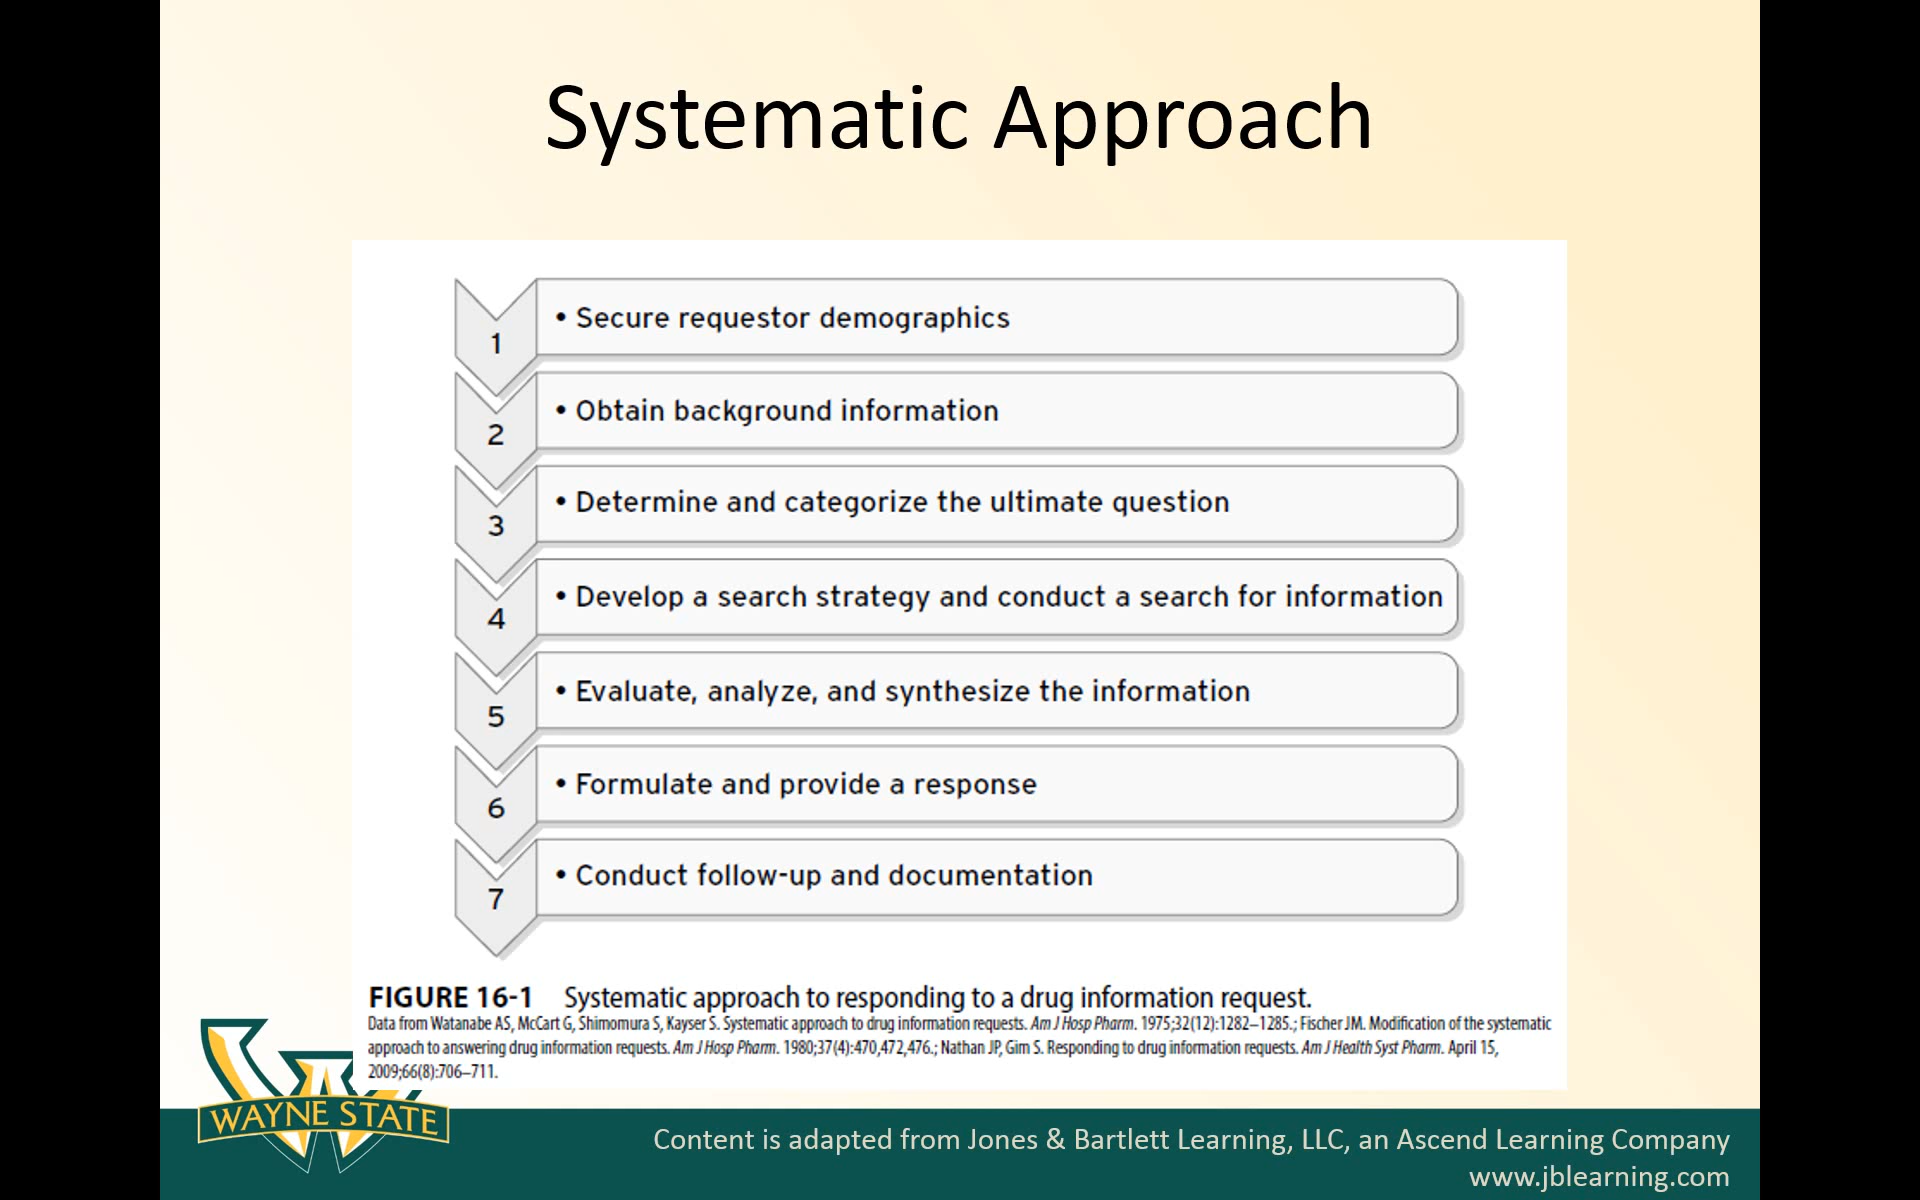 Systematic Approach
1
• Secure requestor demographics
2
• Obtain background information
3
• Determine and categorize the ultimate question
4
• Develop a search strategy and conduct a search for information
5
• Evaluate, analyze, and synthesize the information
6
• Formulate and provide a response
7
• Conduct follow-up and documentation
FIGURE 16-1 Systematic approach to responding to a drug information request.
Data from Watanabe AS, McCart G, Shimomura S, Kayser S. Systematic approach to drug information requests. Am J Hosp Pharm. 1975;32(12):1282–1285.; Fischer JM. Modification of the systematic
approach to answering drug information requests. Am J Hosp Pharm. 1980;37(4):470,472,476.; Nathan JP, Gim S. Responding to drug information requests. Am J Health Syst Pharm. April 15,
2009;66(8):706–711.
WAYNE STATE
Content is adapted from Jones & Bartlett Learning, LLC, an Ascend Learning Company
www.jblearning.com